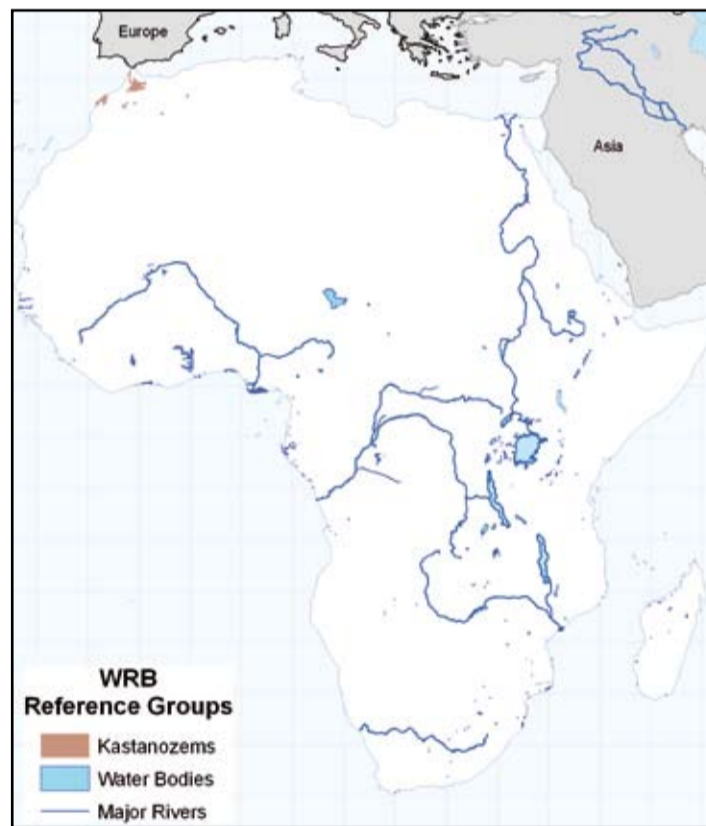 Europe
Asia
WRB
Reference Groups
Kastanozems
Water Bodies
Major Rivers